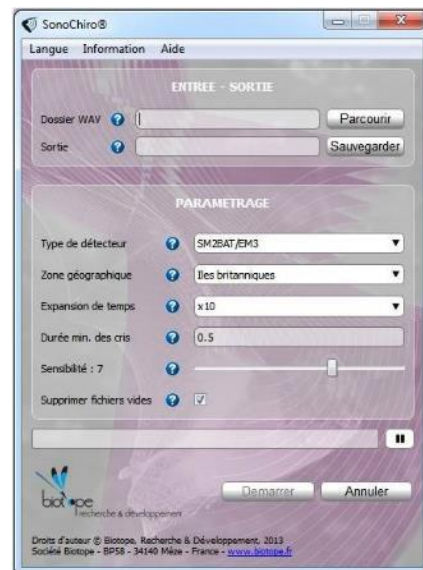 SonoChiro®
Langue Information Aide
ENTREE - SORTIE
Dossier WAV ? Parcourir
Sortie ? Sauvegarder
PARAMETRAGE
Type de détecteur ? SM2BAT/EM3
Zone géographique ? Iles britanniques
Expansion de temps ? x10
Durée min. des cris ? 0.5
Sensibilité : 7 ?
Supprimer fichiers vides ?
biotope
recherche & développement
Demarrer Annuler
Droits d'auteur © Biotope, Recherche & Développement, 2013
Société Biotope - BP58 - 34140 Mèze - France - www.biotope.fr